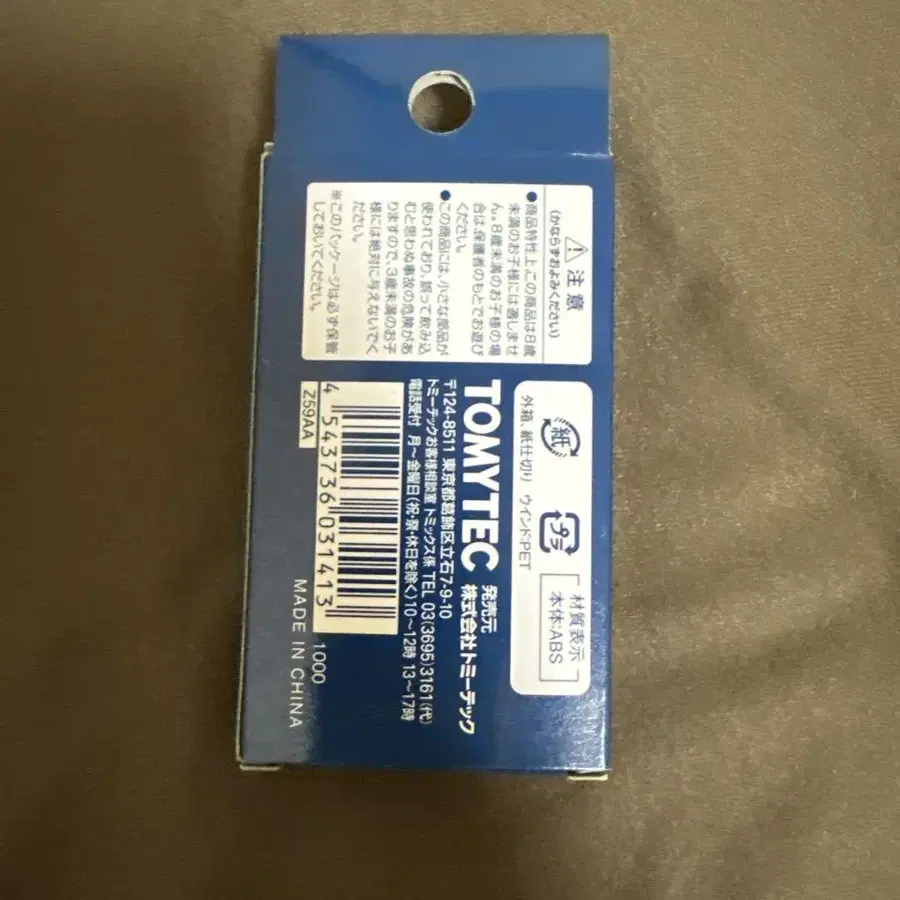 注意
(かならずおよみください)
●商品特性上、この商品は8歳
未満のお子様には適しませ
ん。8歳未満のお子様の場
合は、保護者のもとでお遊び
ください。
●この商品には、小さな部品が
使われており、誤って飲み込
むと思わぬ事故の危険があ
りますので、3歳未満のお子
様には絶対に与えないでく
ださい。
※このパッケージは必ず保管
しておいてください。
材質表示
本体:ABS
プラ
紙
外箱、紙仕切り ウインド:PET
TOMYTEC 発売元 株式会社トミーテック
〒124-8511 東京都葛飾区立石7-9-10
トミーテックお客様相談室 トミックス係 TEL 03(3695)3161(代)
電話受付 月〜金曜日(祝・祭・休日を除く)10〜12時 13〜17時
4 543736 031413
Z59AA
1000
MADE IN CHINA